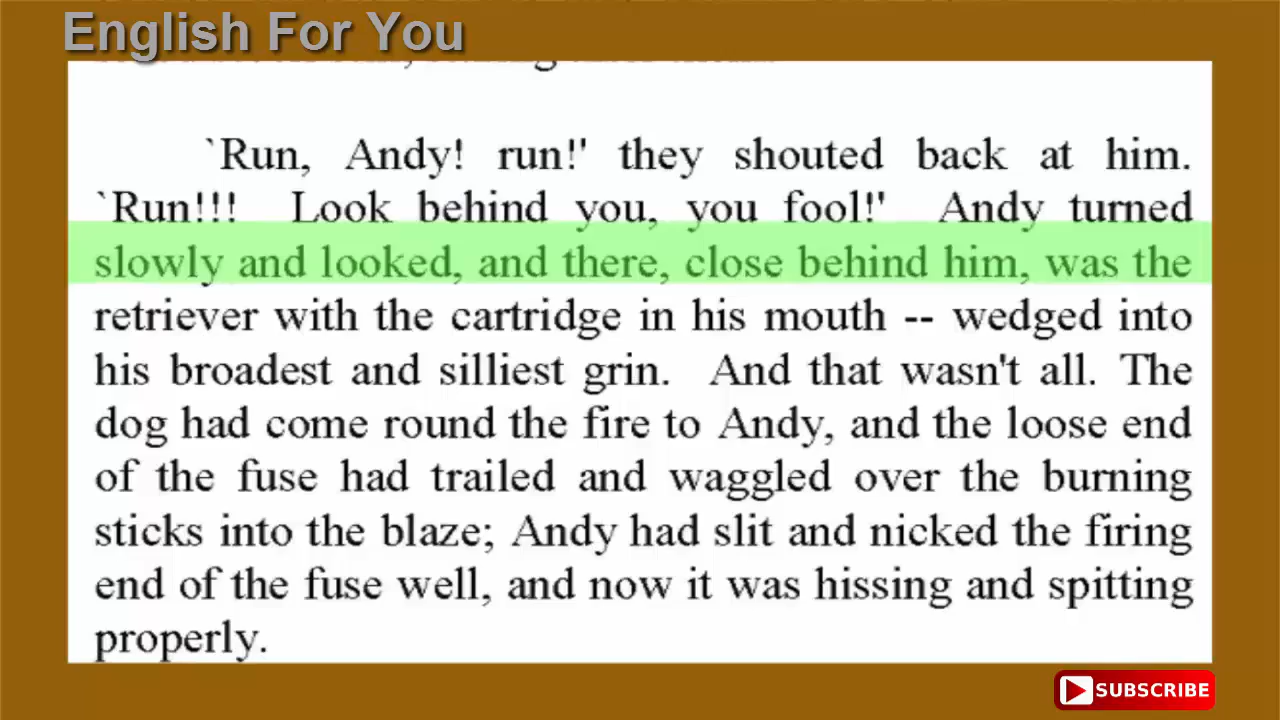 English For You
`Run, Andy! run!' they shouted back at him.
`Run!!! Look behind you, you fool!' Andy turned
slowly and looked, and there, close behind him, was the
retriever with the cartridge in his mouth -- wedged into
his broadest and silliest grin. And that wasn't all. The
dog had come round the fire to Andy, and the loose end
of the fuse had trailed and waggled over the burning
sticks into the blaze; Andy had slit and nicked the firing
end of the fuse well, and now it was hissing and spitting
properly.
SUBSCRIBE